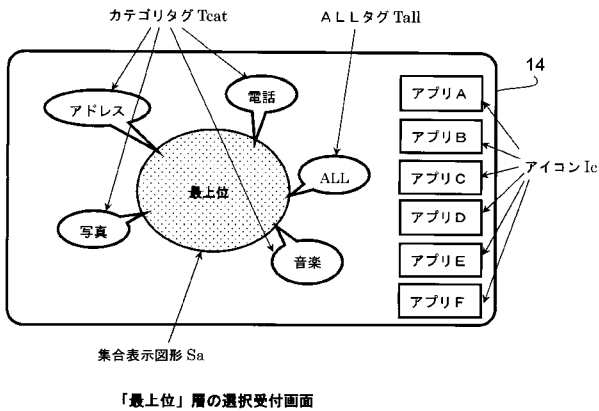 カテゴリタグ Tcat
ＡＬＬタグ Tall
14
アドレス
電話
最上位
ALL
写真
音楽
アプリA
アプリB
アプリC
アプリD
アプリE
アプリF
アイコン Ic
集合表示図形 Sa
「最上位」層の選択受付画面